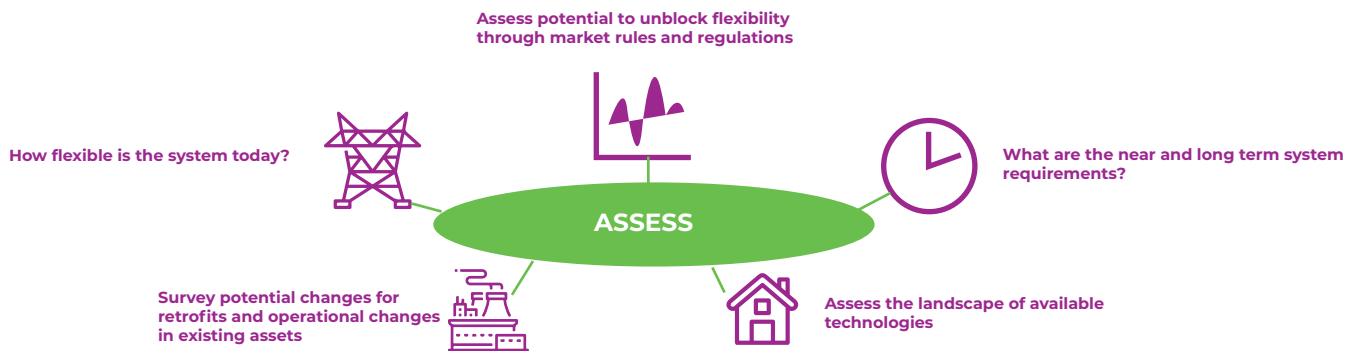 Assess potential to unblock flexibility
through market rules and regulations
How flexible is the system today?
What are the near and long term system
requirements?
ASSESS
Survey potential changes for
retrofits and operational changes
in existing assets
Assess the landscape of available
technologies